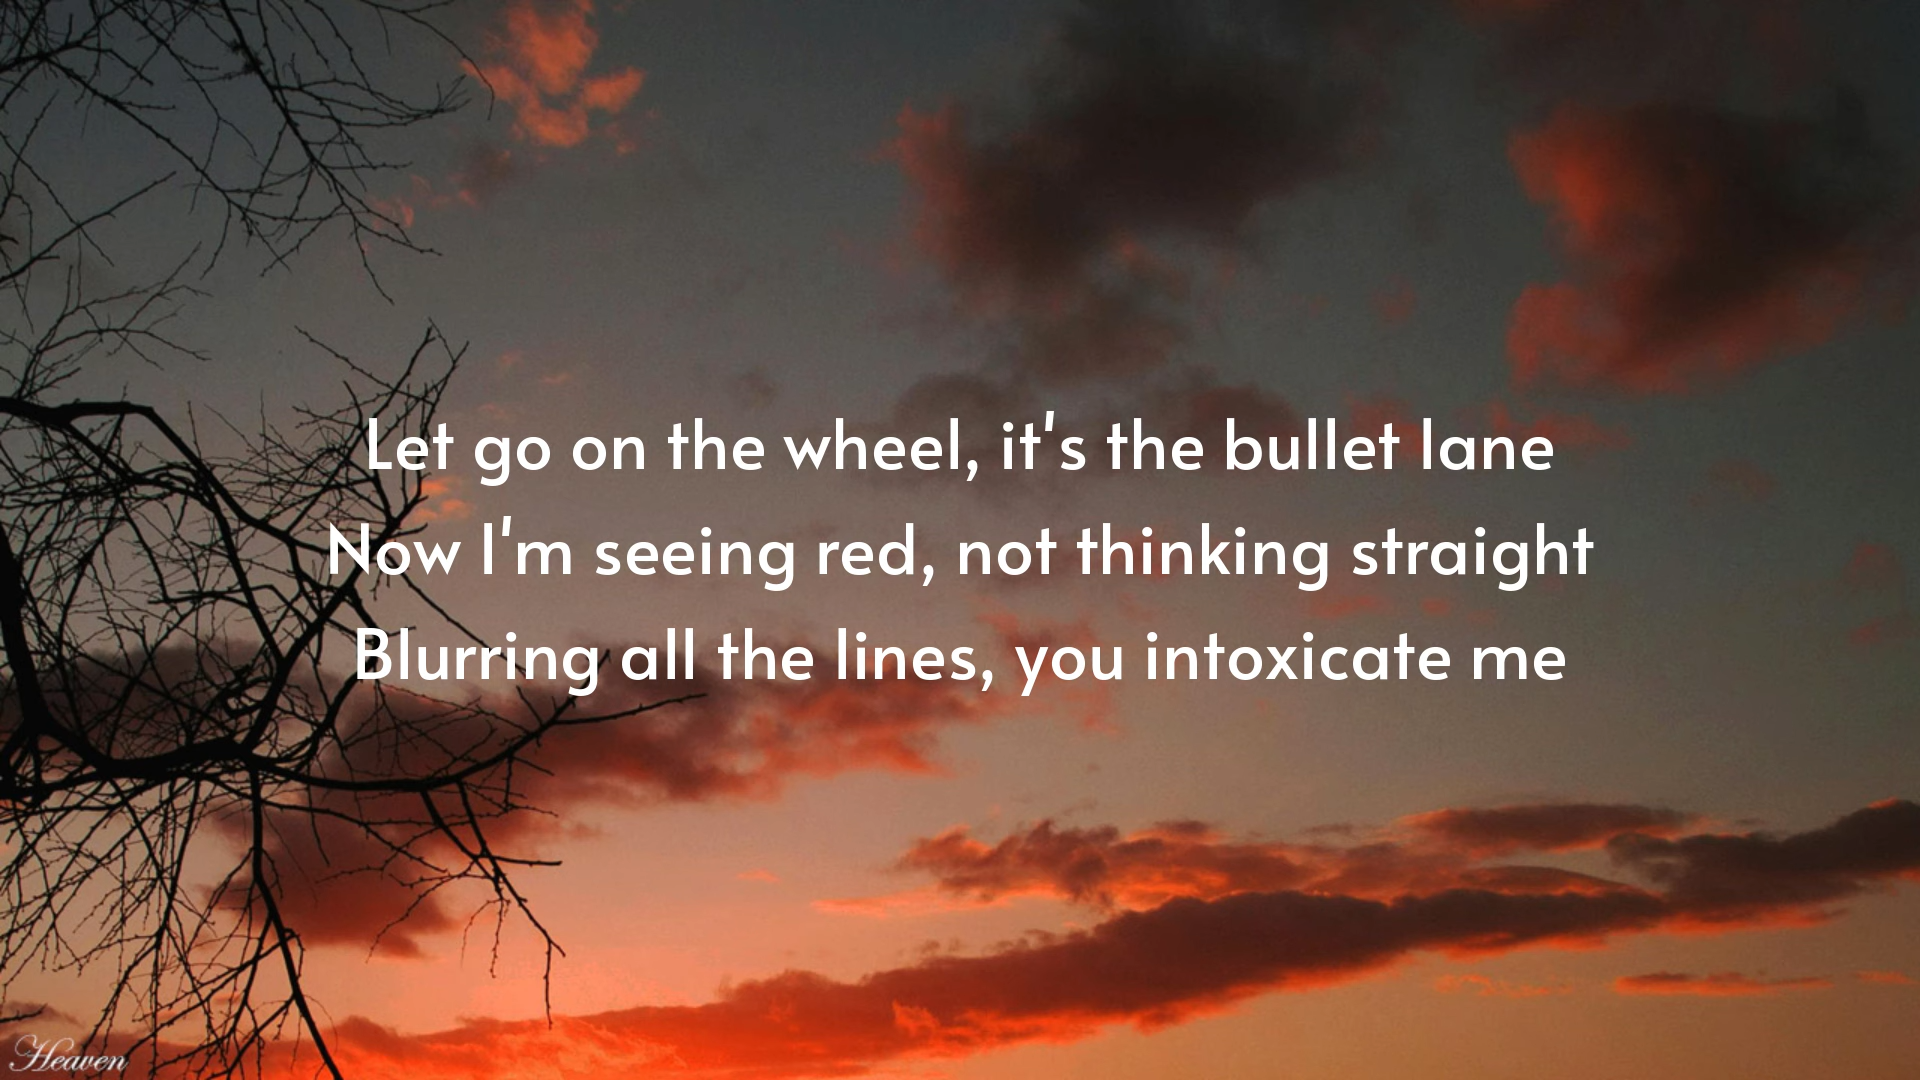 Let go on the wheel, it's the bullet lane
Now I'm seeing red, not thinking straight
Blurring all the lines, you intoxicate me
Heaven